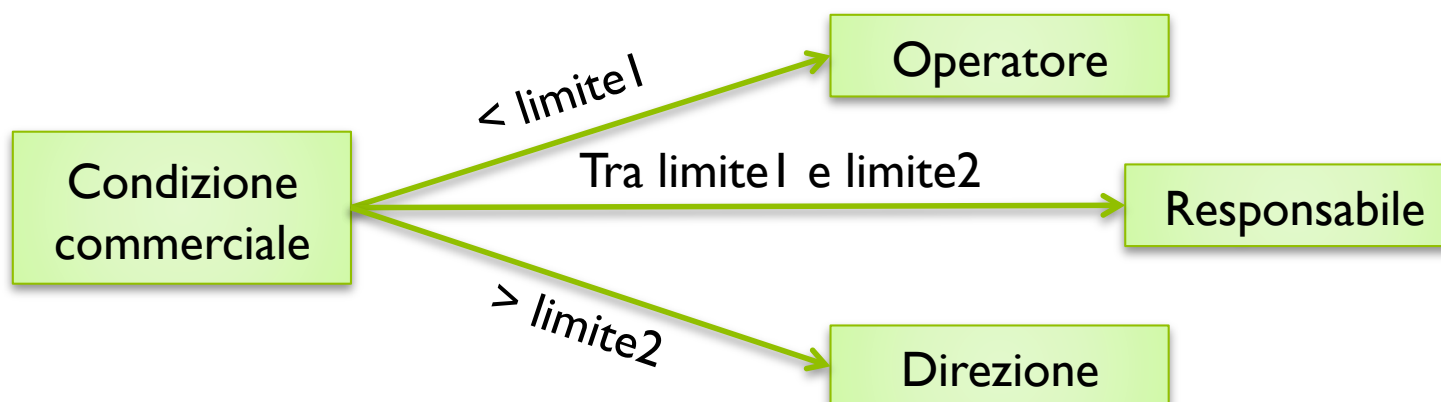 Operatore
< limite1
Condizione
commerciale
Tra limite1 e limite2
Responsabile
> limite2
Direzione